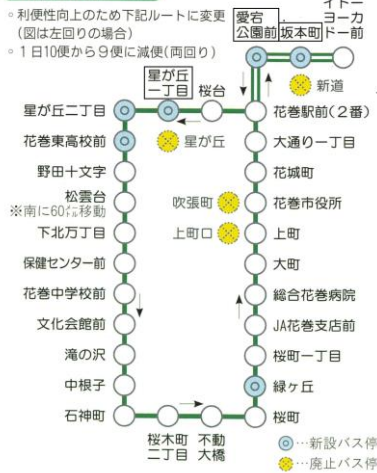 ・利便性向上のため下記ルートに変更
(図は左回りの場合)
・1日10便から9便に減便(両回り)
愛宕
公園前
坂本町
イトー
ヨーカ
ドー前
新道
星が丘
一丁目
桜台
星が丘二丁目
花巻駅前(2番)
花巻東高校前
星が丘
大通り一丁目
野田十文字
花城町
松雲台
※南に60㍍移動
吹張町
花巻市役所
下北万丁目
上町口
上町
保健センター前
大町
花巻中学校前
総合花巻病院
文化会館前
JA花巻支店前
滝の沢
桜町一丁目
中根子
緑ヶ丘
石神町
桜町
桜木町
二丁目
不動
大橋
…新設バス停
…廃止バス停